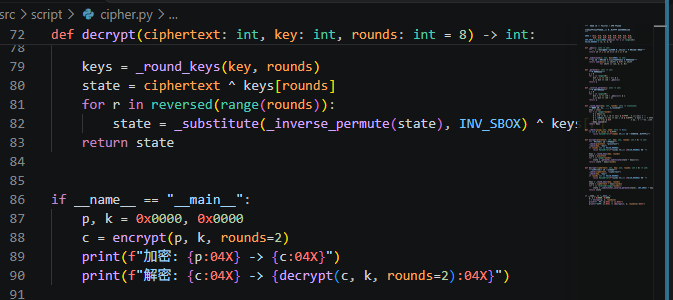 src > script > cipher.py > ...
72 def decrypt(ciphertext: int, key: int, rounds: int = 8) -> int:
78
79 keys = _round_keys(key, rounds)
80 state = ciphertext ^ keys[rounds]
81 for r in reversed(range(rounds)):
82 state = _substitute(_inverse_permute(state), INV_SBOX) ^ keys
83 return state
84
85
86 if __name__ == "__main__":
87 p, k = 0x0000, 0x0000
88 c = encrypt(p, k, rounds=2)
89 print(f"加密: {p:04X} -> {c:04X}")
90 print(f"解密: {c:04X} -> {decrypt(c, k, rounds=2):04X}")
91